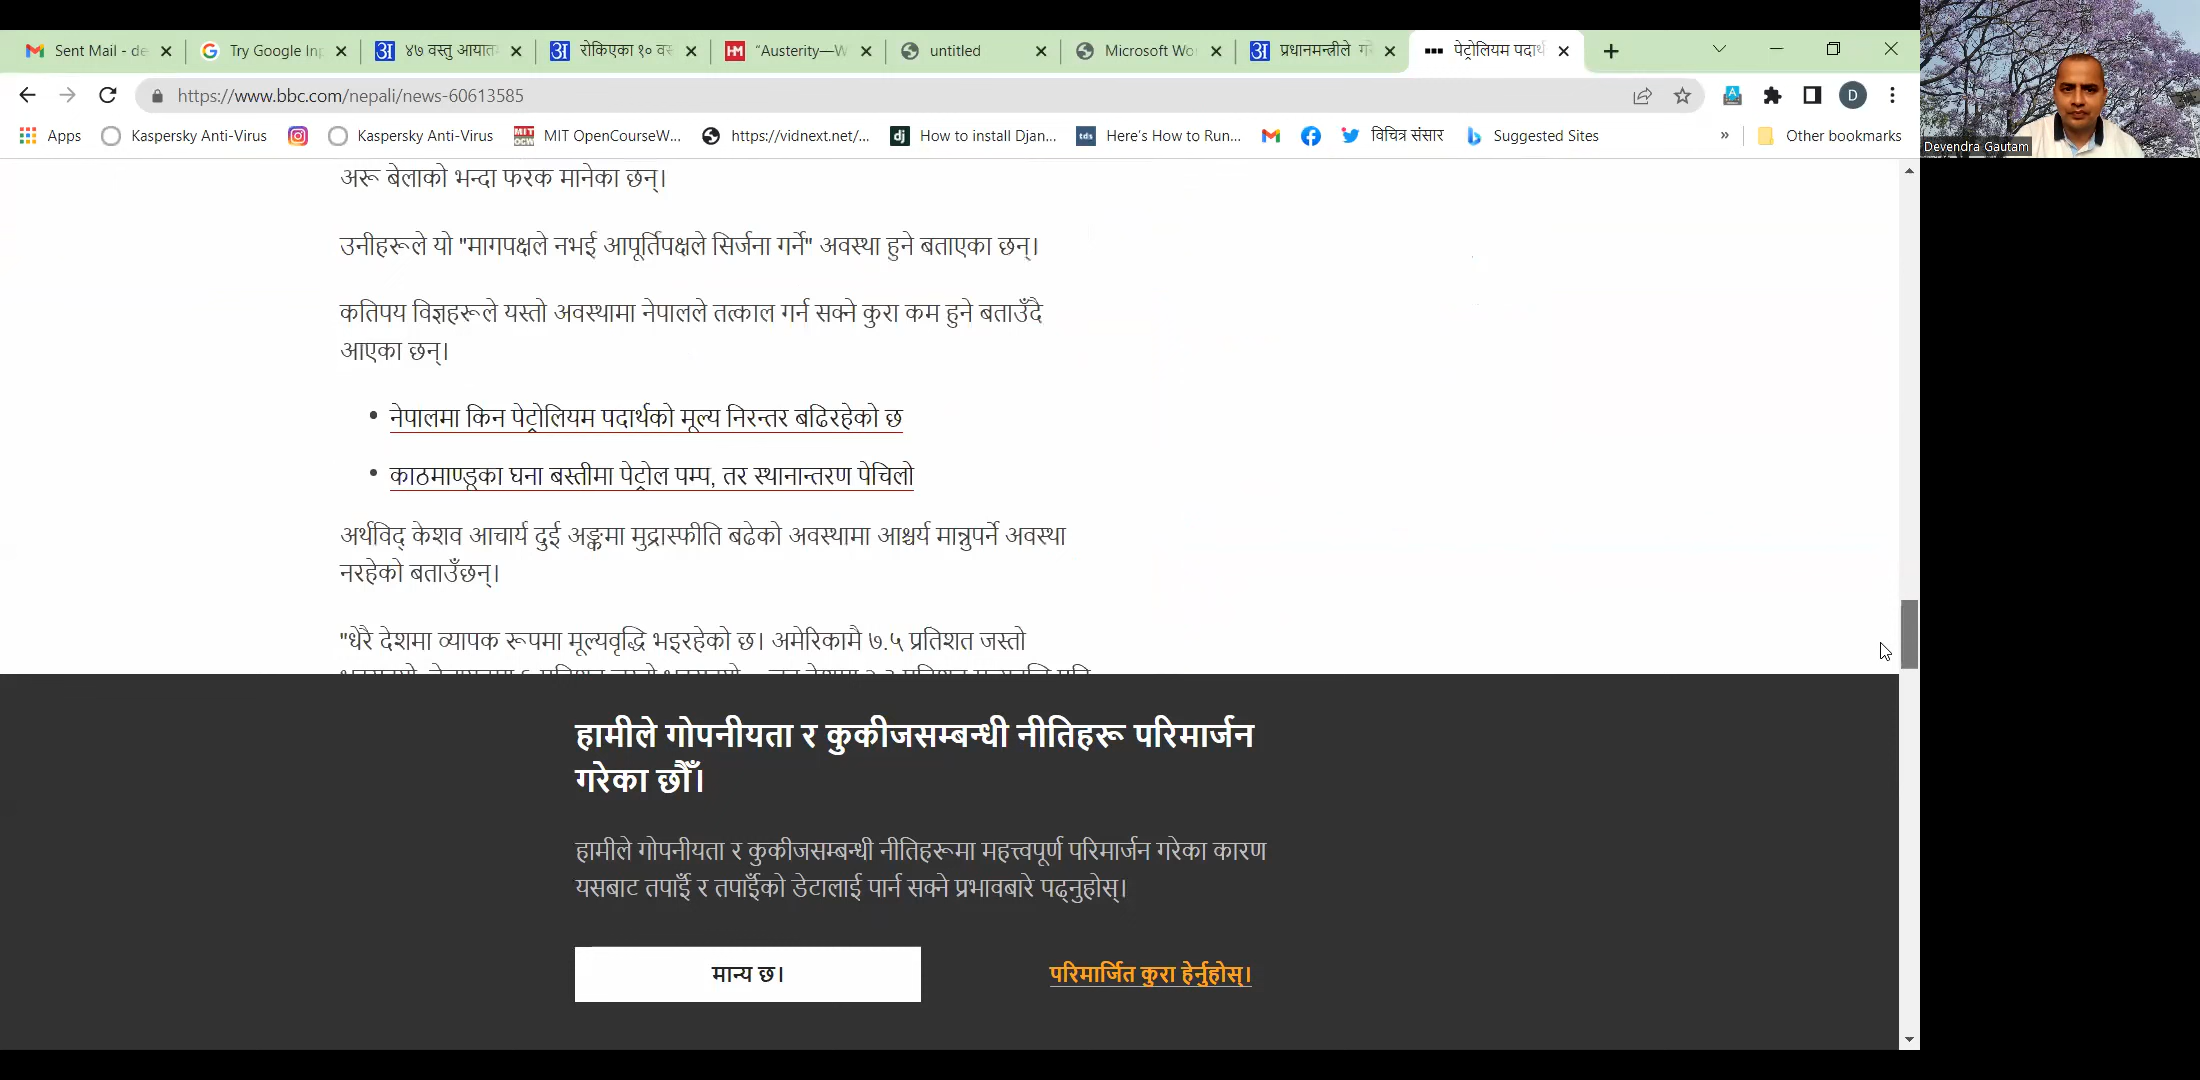 Sent Mail - de
Try Google Inp
४७ वस्तु आयात
रोकिएका १० वस्
HM "Austerity—W
untitled
Microsoft Wo
प्रधानमन्त्रीले गरे
पेट्रोलियम पदार्थ
https://www.bbc.com/nepali/news-60613585
D
Apps
Kaspersky Anti-Virus
Kaspersky Anti-Virus
MIT OpenCourseW...
https://vidnext.net/...
dj How to install Djan...
tds Here's How to Run...
विचित्र संसार
Suggested Sites
»
Other bookmarks
Devendra Gautam
अरू बेलाको भन्दा फरक मानेका छन्।
उनीहरूले यो "मागपक्षले नभई आपूर्तिपक्षले सिर्जना गर्ने" अवस्था हुने बताएका छन्।
कतिपय विज्ञहरूले यस्तो अवस्थामा नेपालले तत्काल गर्न सक्ने कुरा कम हुने बताउँदै
आएका छन्।
• नेपालमा किन पेट्रोलियम पदार्थको मूल्य निरन्तर बढिरहेको छ
• काठमाण्डूका घना बस्तीमा पेट्रोल पम्प, तर स्थानान्तरण पेचिलो
अर्थविद् केशव आचार्य दुई अङ्कमा मुद्रास्फीति बढेको अवस्थामा आश्चर्य मान्नुपर्ने अवस्था
नरहेको बताउँछन्।
"धेरै देशमा व्यापक रूपमा मूल्यवृद्धि भइरहेको छ। अमेरिकामै ७.५ प्रतिशत जस्तो
हामीले गोपनीयता र कुकीजसम्बन्धी नीतिहरू परिमार्जन
गरेका छौँ।
हामीले गोपनीयता र कुकीजसम्बन्धी नीतिहरूमा महत्त्वपूर्ण परिमार्जन गरेका कारण
यसबाट तपाईँ र तपाईँको डेटालाई पार्न सक्ने प्रभावबारे पढ्नुहोस्।
मान्य छ।
परिमार्जित कुरा हेर्नुहोस्।